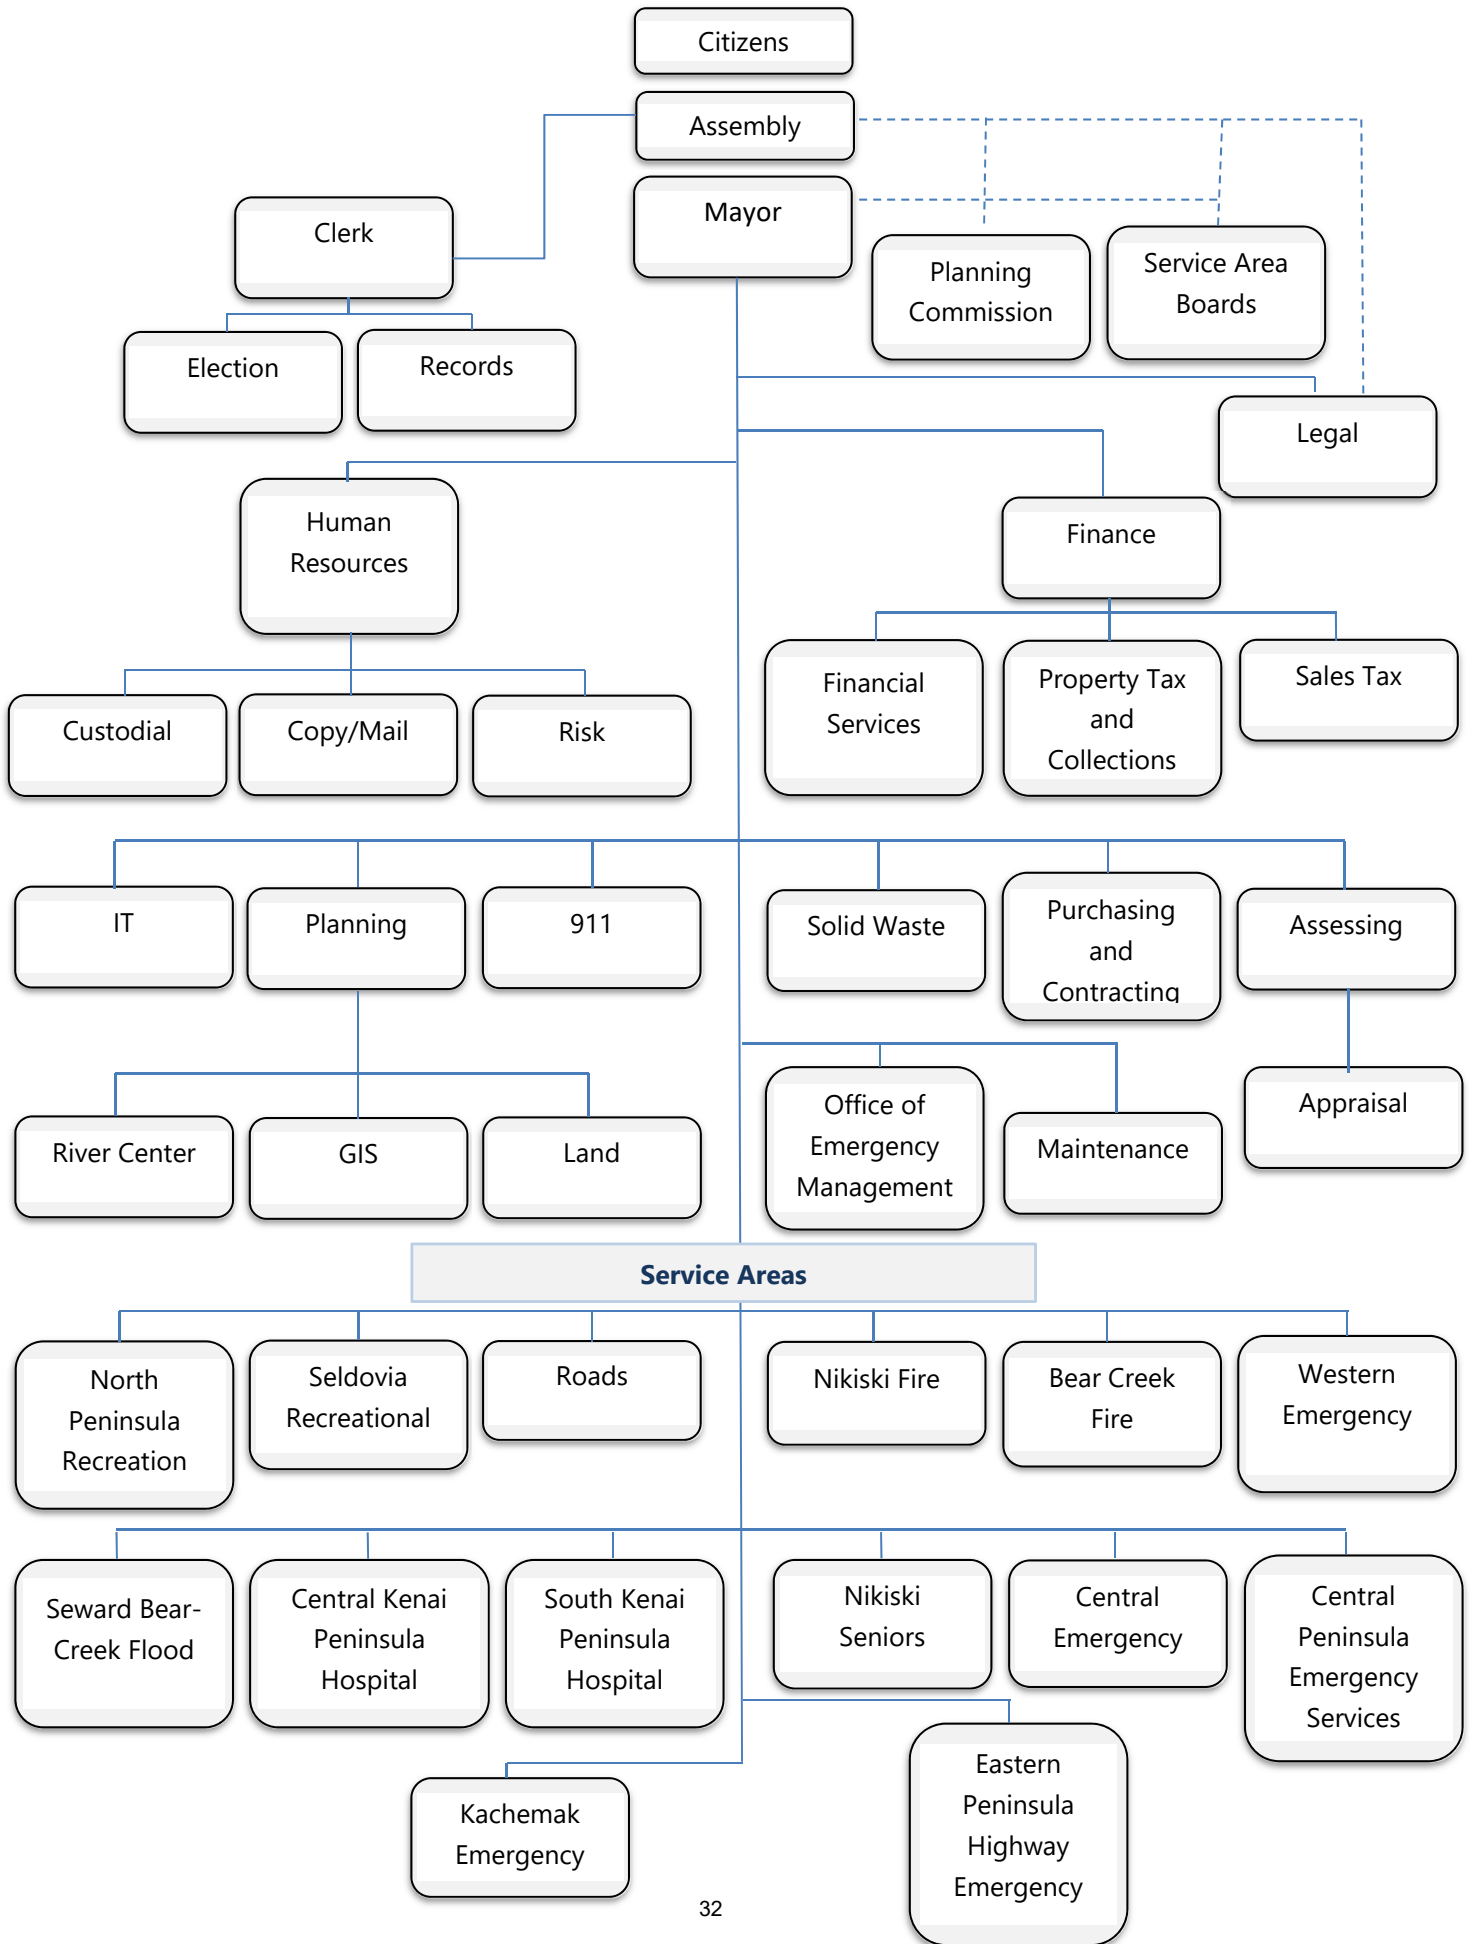 Citizens
Assembly
Mayor
Clerk
Planning
Commission
Service Area
Boards
Election
Records
Legal
Human
Resources
Finance
Custodial
Copy/Mail
Risk
Financial
Services
Property Tax
and
Collections
Sales Tax
IT
Planning
911
Solid Waste
Purchasing
and
Contracting
Assessing
River Center
GIS
Land
Office of
Emergency
Management
Maintenance
Appraisal
Service Areas
North
Peninsula
Recreation
Seldovia
Recreational
Roads
Nikiski Fire
Bear Creek
Fire
Western
Emergency
Seward Bear-
Creek Flood
Central Kenai
Peninsula
Hospital
South Kenai
Peninsula
Hospital
Nikiski
Seniors
Central
Emergency
Central
Peninsula
Emergency
Services
Kachemak
Emergency
Eastern
Peninsula
Highway
Emergency
32